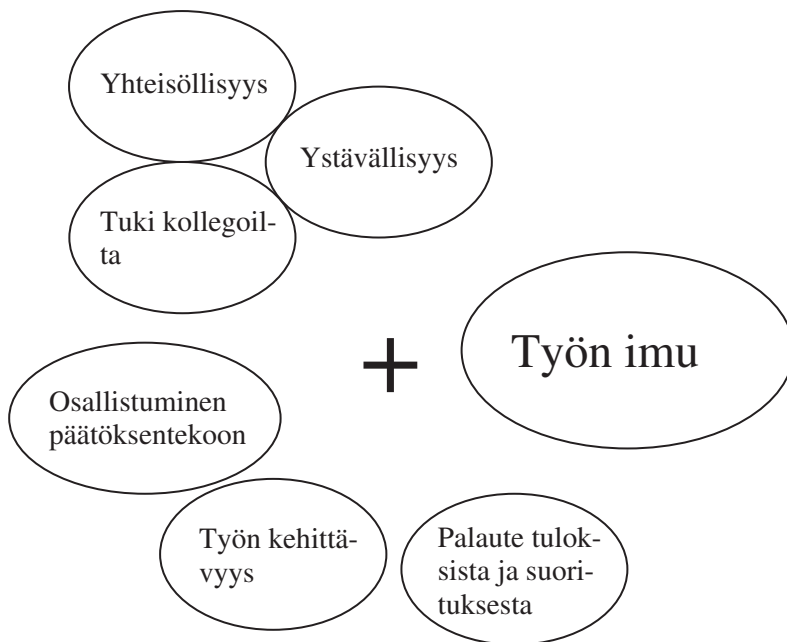 Yhteisöllisyys
Ystävällisyys
Tuki kollegoil-
ta
+
Työn imu
Osallistuminen
päätöksentekoon
Työn kehittä-
vyys
Palaute tulok-
sista ja suori-
tuksesta